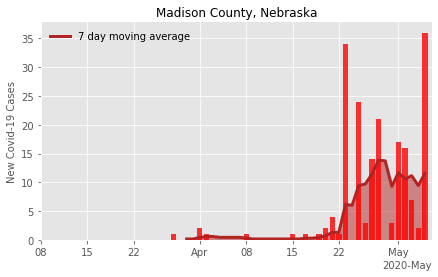 Madison County, Nebraska
7 day moving average
New Covid-19 Cases
35
30
25
20
15
10
5
0
08 15 22 Apr 08 15 22 May
2020-May